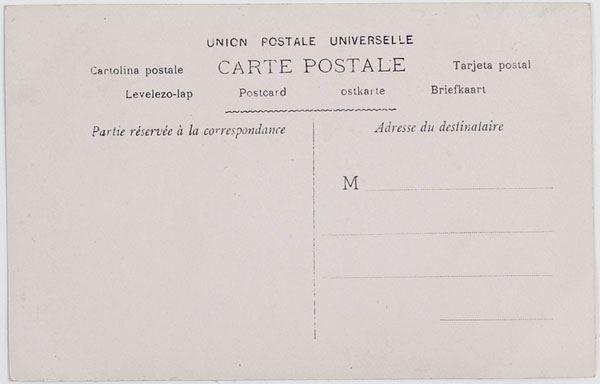 UNION POSTALE UNIVERSELLE
Cartolina postale CARTE POSTALE Tarjeta postal
Levelezo-lap Postcard ostkarte Briefkaart
Partie réservée à la correspondance Adresse du destinataire
M